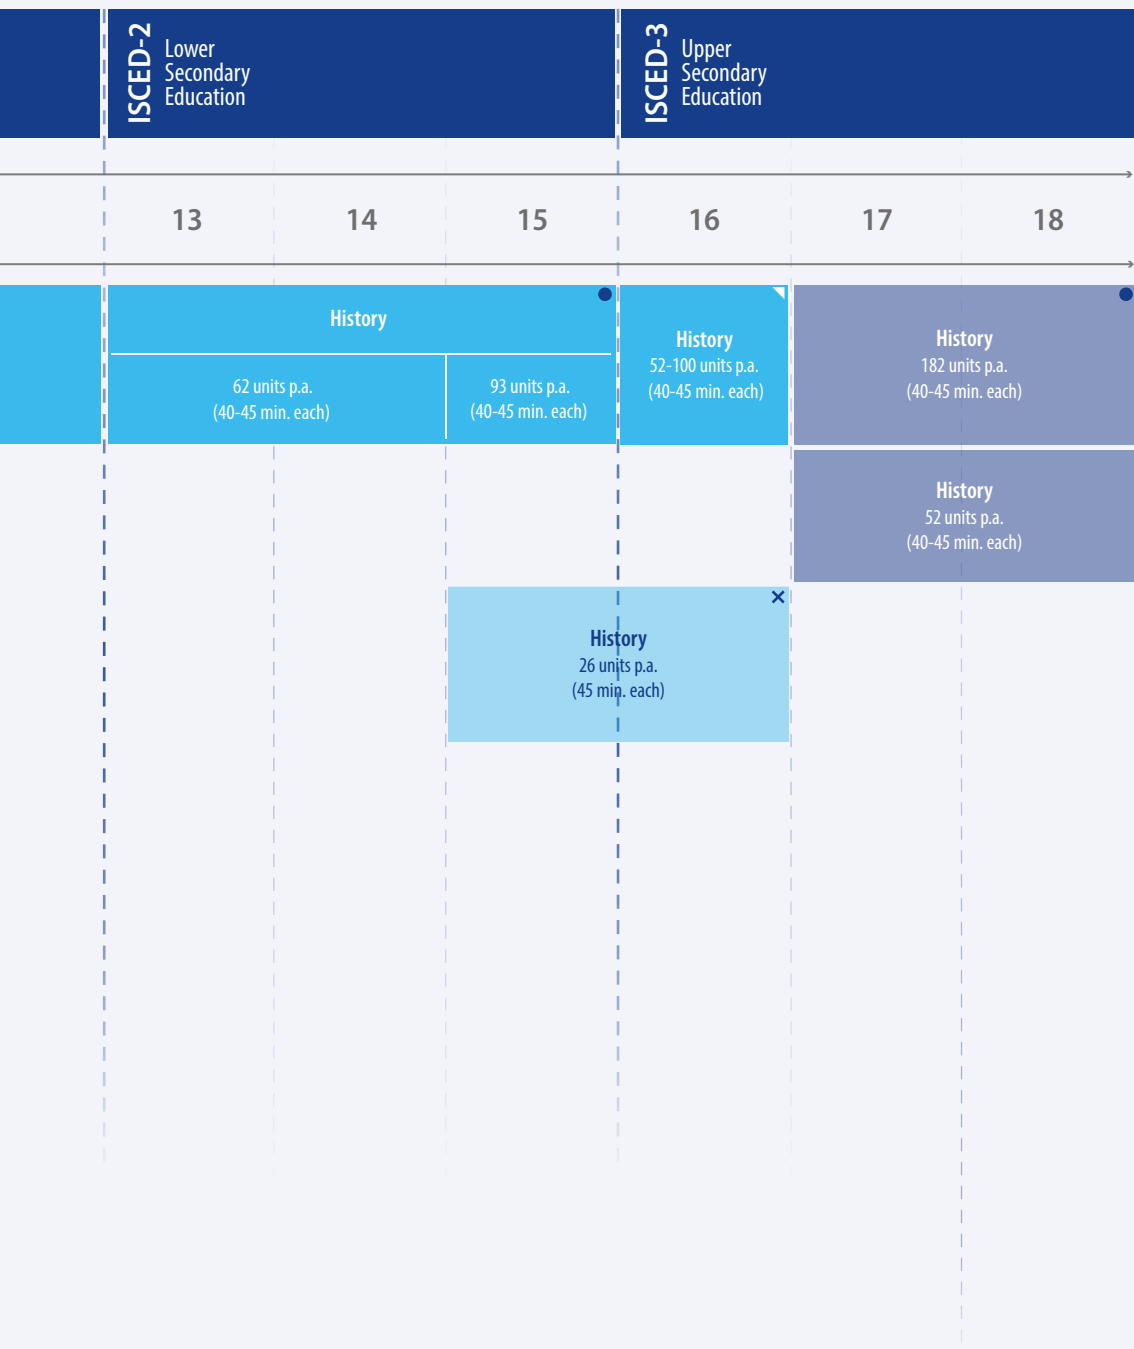 ISCED-2
Lower
Secondary
Education
ISCED-3
Upper
Secondary
Education
13
14
15
16
17
18
History
62 units p.a.
(40-45 min. each)
93 units p.a.
(40-45 min. each)
History
52-100 units p.a.
(40-45 min. each)
History
182 units p.a.
(40-45 min. each)
History
52 units p.a.
(40-45 min. each)
History
26 units p.a.
(45 min. each)